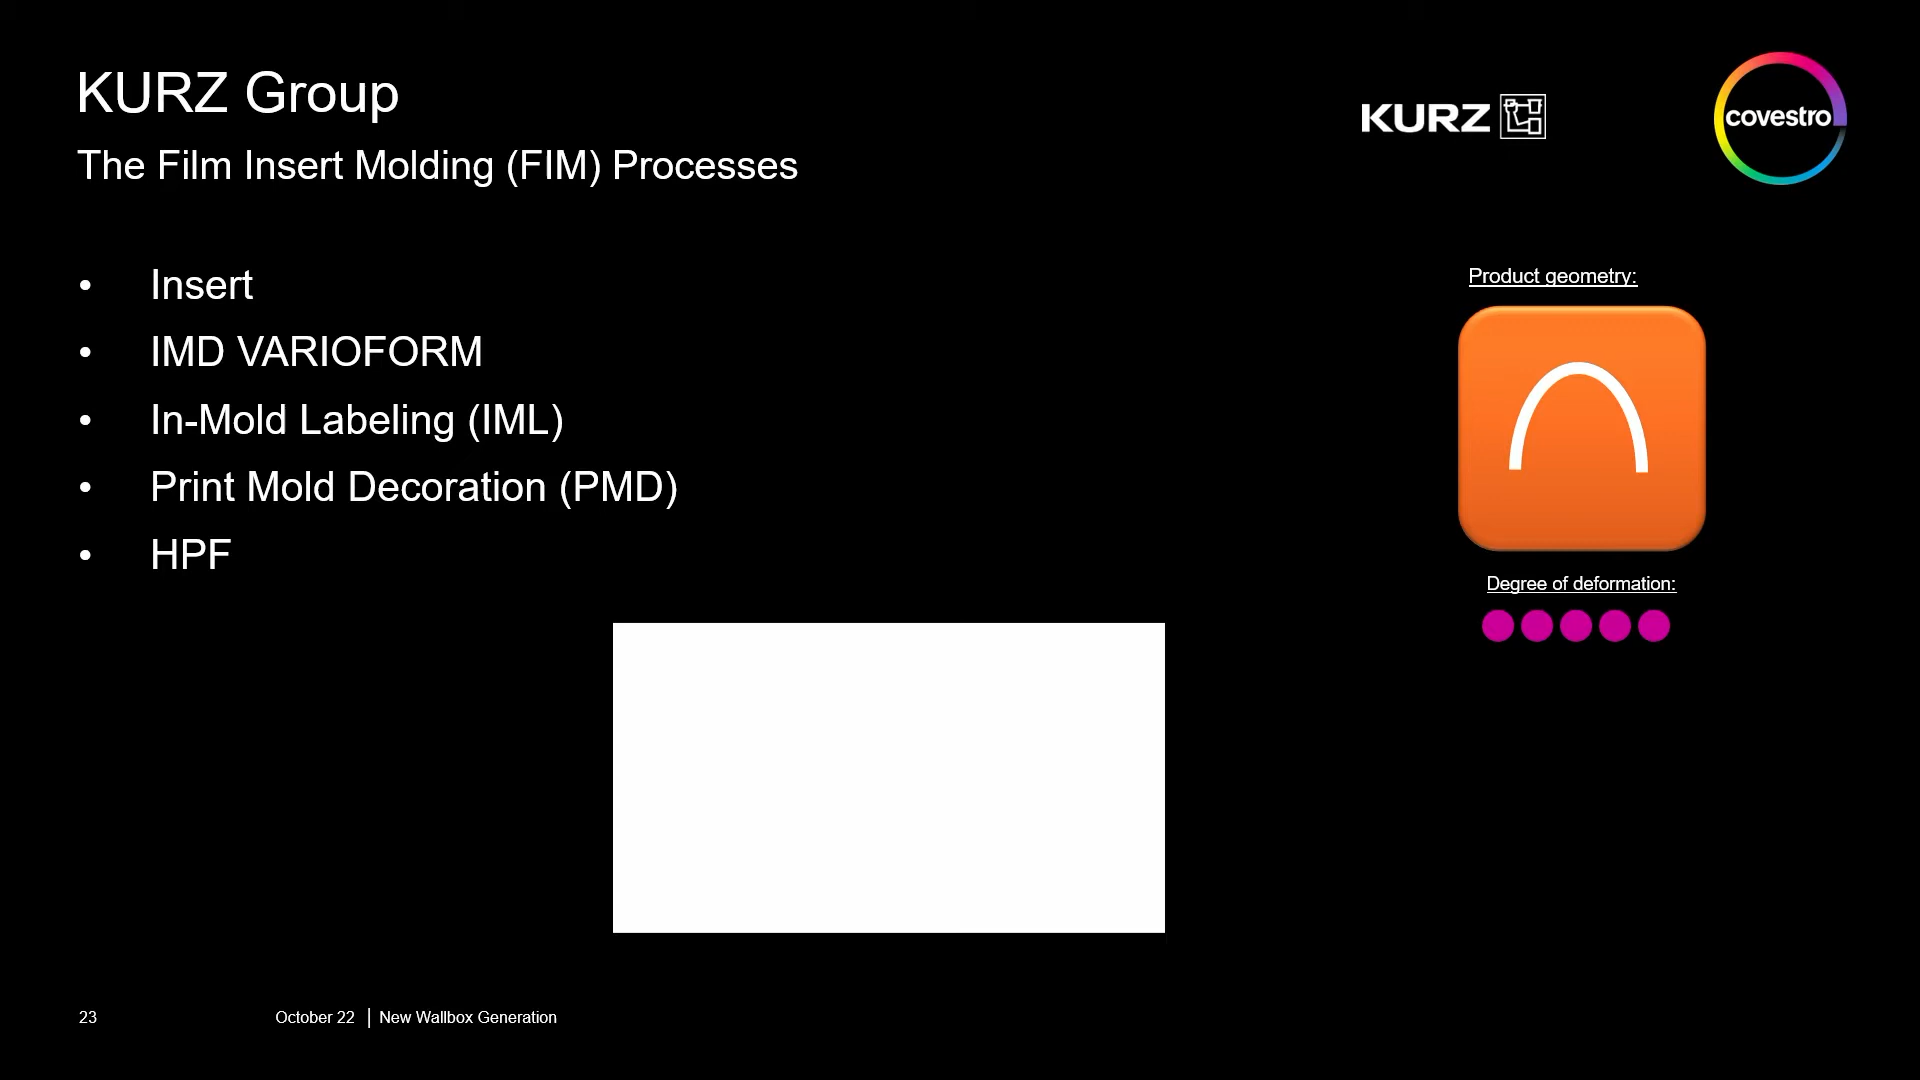 KURZ Group
The Film Insert Molding (FIM) Processes
KURZ
covestro
• Insert
• IMD VARIOFORM
• In-Mold Labeling (IML)
• Print Mold Decoration (PMD)
• HPF
Product geometry:
Degree of deformation:
23 October 22 | New Wallbox Generation